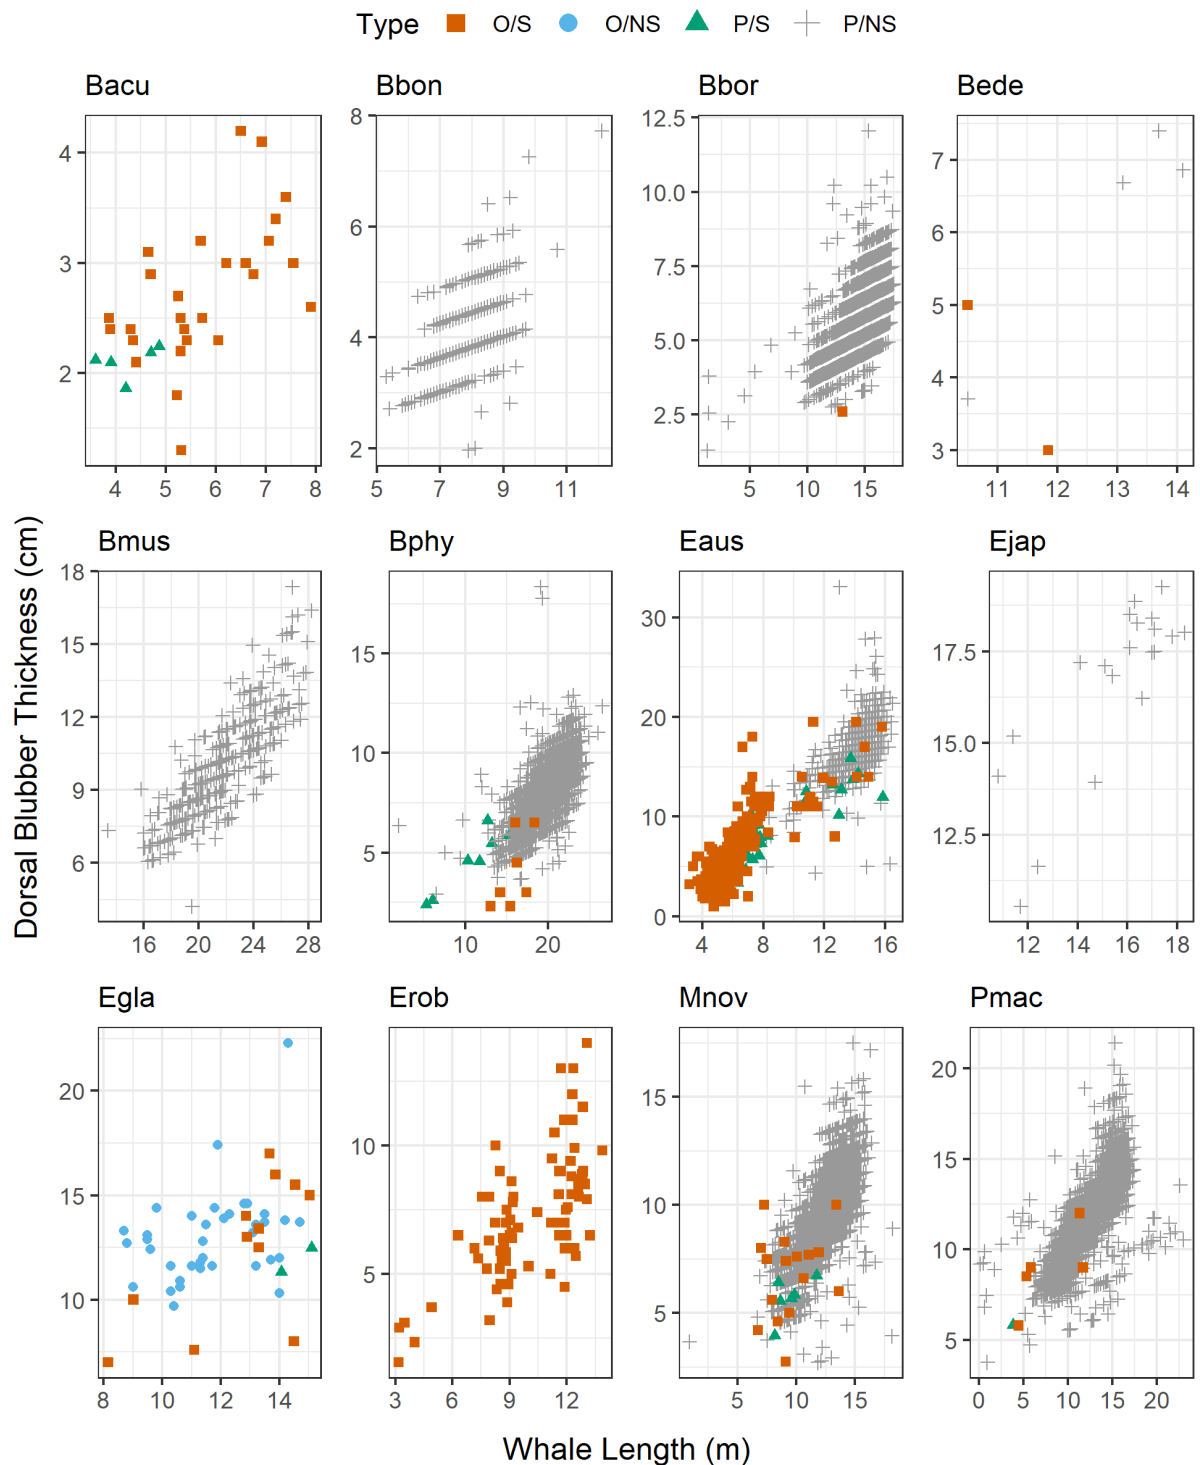 Type O/S O/NS P/S P/NS
Bacu Bbon Bbor Bede
4
3
2
4 5 6 7 8
8
6
4
2
5 7 9 11
12.5
10.0
7.5
5.0
2.5
5 10 15
7
6
5
4
3
11 12 13 14
Dorsal Blubber Thickness (cm)
Bmus Bphy Eaus Ejap
18
15
12
9
6
16 20 24 28
15
10
5
10 20
30
20
10
0
4 8 12 16
17.5
15.0
12.5
12 14 16 18
Egla Erob Mnov Pmac
20
15
10
8 10 12 14
10
5
3 6 9 12
15
10
5
5 10 15
20
15
10
5
0 5 10 15 20
Whale Length (m)